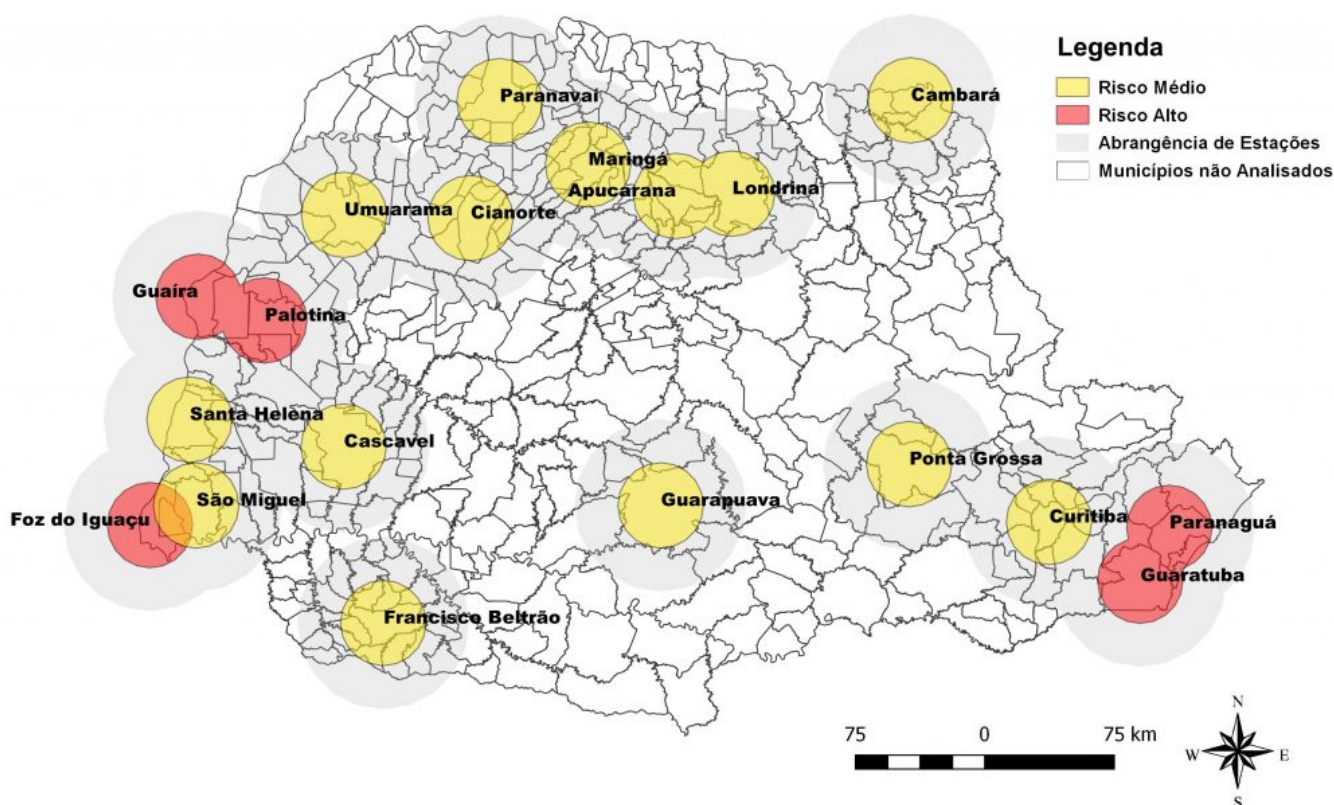 Legenda
Risco Médio
Risco Alto
Abrangência de Estações
Municípios não Analisados
Paranavaí
Cambará
Maringá
Apucarana
Londrina
Umuarama
Cianorte
Guaíra
Palotina
Santa Helena
Cascavel
São Miguel
Foz do Iguaçu
Guarapuava
Ponta Grossa
Curitiba
Paranaguá
Guaratuba
Francisco Beltrão
75 0 75 km
N
W E
S